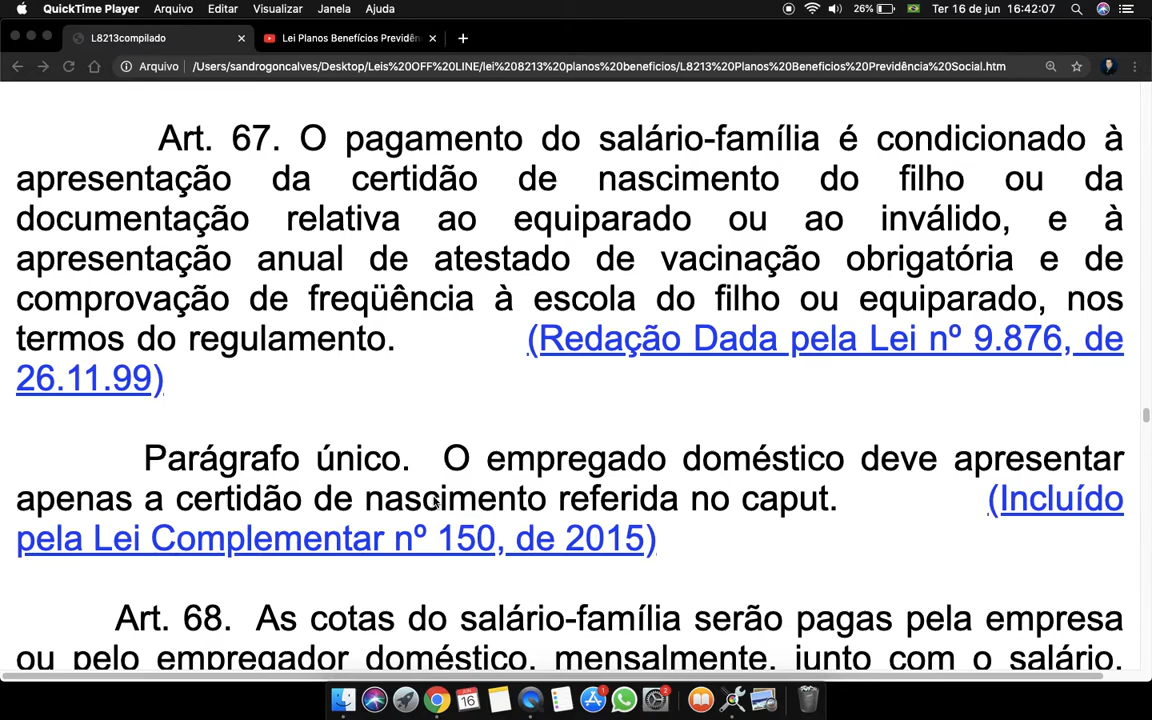 QuickTime Player Arquivo Editar Visualizar Janela Ajuda 26% Ter 16 de jun 16:42:07
L8213compilado Lei Planos Benefícios Previdên
Arquivo /Users/sandrogoncalves/Desktop/Leis%20OFF%20LINE/lei%208213%20planos%20beneficios/L8213%20Planos%20Beneficios%20Previdência%20Social.htm
Art. 67. O pagamento do salário-família é condicionado à
apresentação da certidão de nascimento do filho ou da
documentação relativa ao equiparado ou ao inválido, e à
apresentação anual de atestado de vacinação obrigatória e de
comprovação de freqüência à escola do filho ou equiparado, nos
termos do regulamento. (Redação Dada pela Lei nº 9.876, de
26.11.99)
Parágrafo único. O empregado doméstico deve apresentar
apenas a certidão de nascimento referida no caput. (Incluído
pela Lei Complementar nº 150, de 2015)
Art. 68. As cotas do salário-família serão pagas pela empresa
ou pelo empregador doméstico, mensalmente, junto com o salário,
JUN
16
1
2